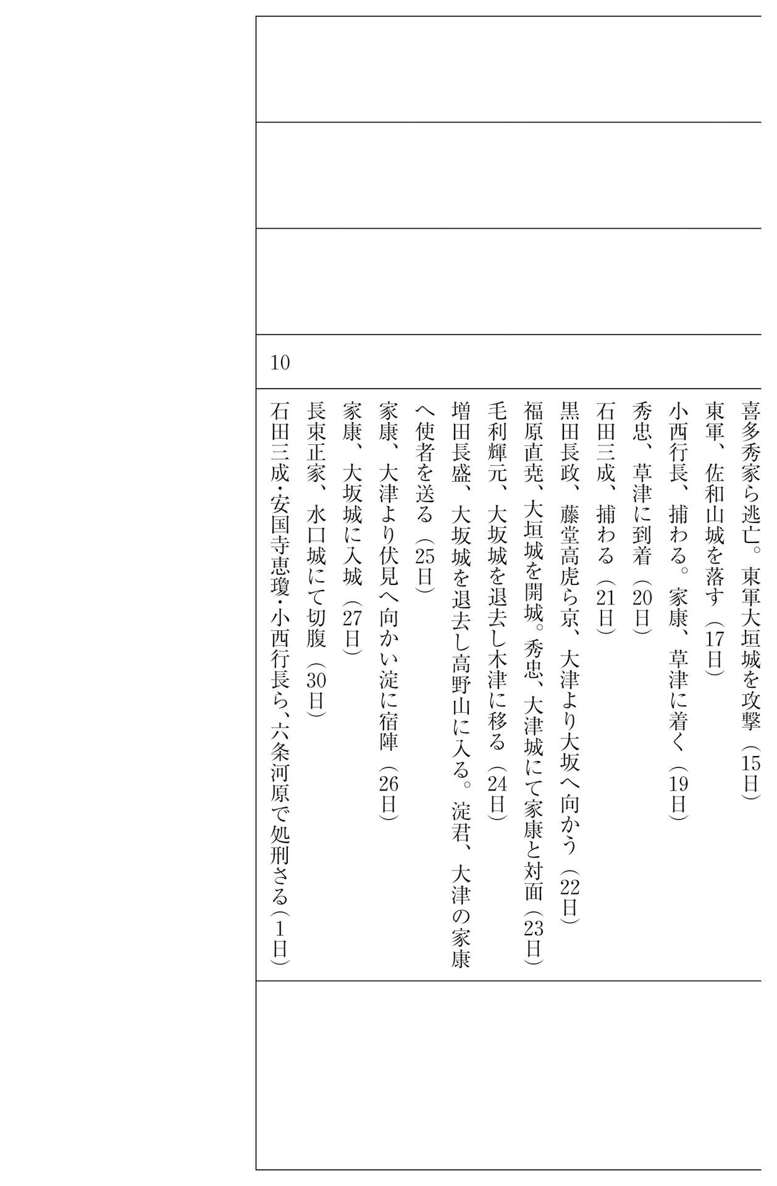 喜多秀家ら逃亡。東軍大垣城を攻撃（15日）
東軍、佐和山城を落す（17日）
小西行長、捕わる。家康、草津に着く（19日）
秀忠、草津に到着（20日）
石田三成、捕わる（21日）
黒田長政、藤堂高虎ら京、大津より大坂へ向かう（22日）
福原直尭、大垣城を開城。秀忠、大津城にて家康と対面（23日）
毛利輝元、大坂城を退去し木津に移る（24日）
増田長盛、大坂城を退去し高野山に入る。淀君、大津の家康
へ使者を送る（25日）
家康、大津より伏見へ向かい淀に宿陣（26日）
家康、大坂城に入城（27日）
長束正家、水口城にて切腹（30日）
10
石田三成・安国寺恵瓊・小西行長ら、六条河原で処刑さる（1日）